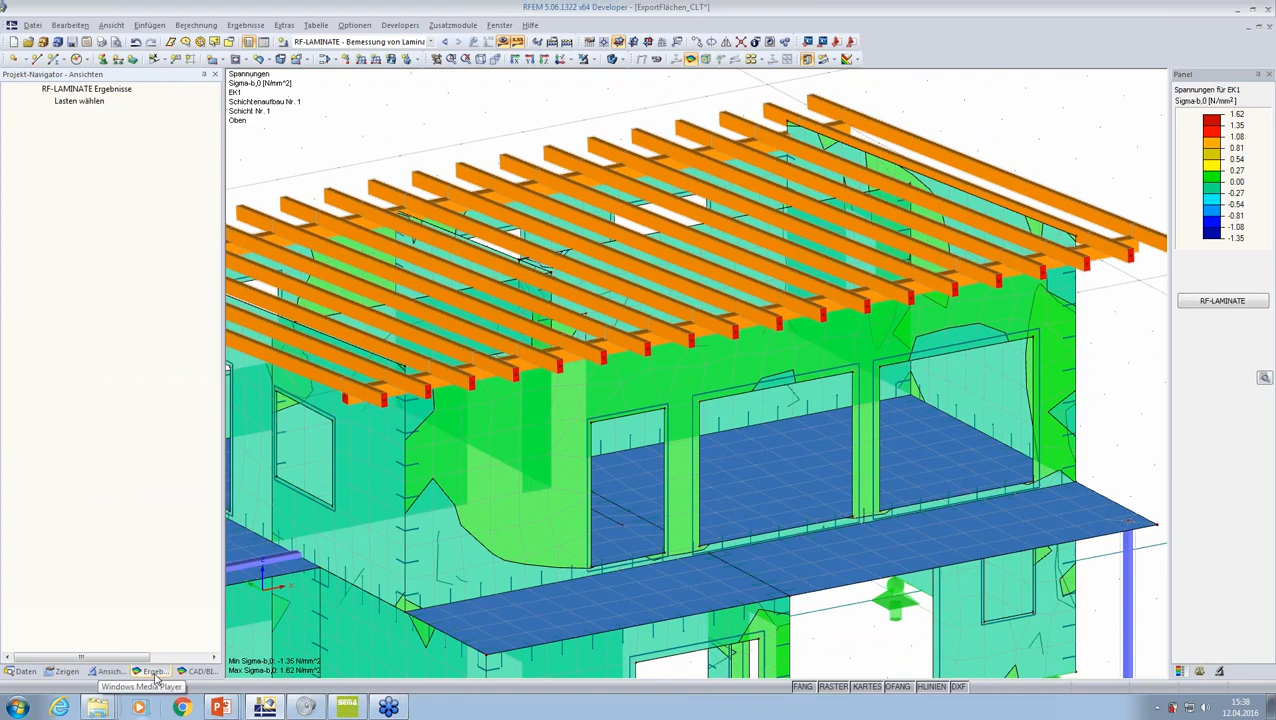 RFEM 5.06.1322 x64 Developer - [ExportFlächen_CLT*]
Datei Bearbeiten Ansicht Einfügen Berechnung Ergebnisse Extras Tabelle Optionen Developers Zusatzmodule Fenster Hilfe
RF-LAMINATE - Bemessung von Lamina
Projekt-Navigator - Ansichten
RF-LAMINATE Ergebnisse
Lasten wählen
Spannungen
Sigma-b,0 [N/mm^2]
EK1
Schichtenaufbau Nr. 1
Schicht Nr. 1
Oben
Panel
Spannungen für EK1
Sigma-b,0 [N/mm²]
1.62
1.35
1.08
0.81
0.54
0.27
0.00
-0.27
-0.54
-0.81
-1.08
-1.35
RF-LAMINATE
Min Sigma-b,0: -1.35 N/mm^2
Max Sigma-b,0: 1.62 N/mm^2
Daten Zeigen Ansich... Ergeb... CAD/BI...
Windows Media Player
FANG RASTER KARTES OFANG HLINIEN DXF
SEMA
15:38
12.04.2016